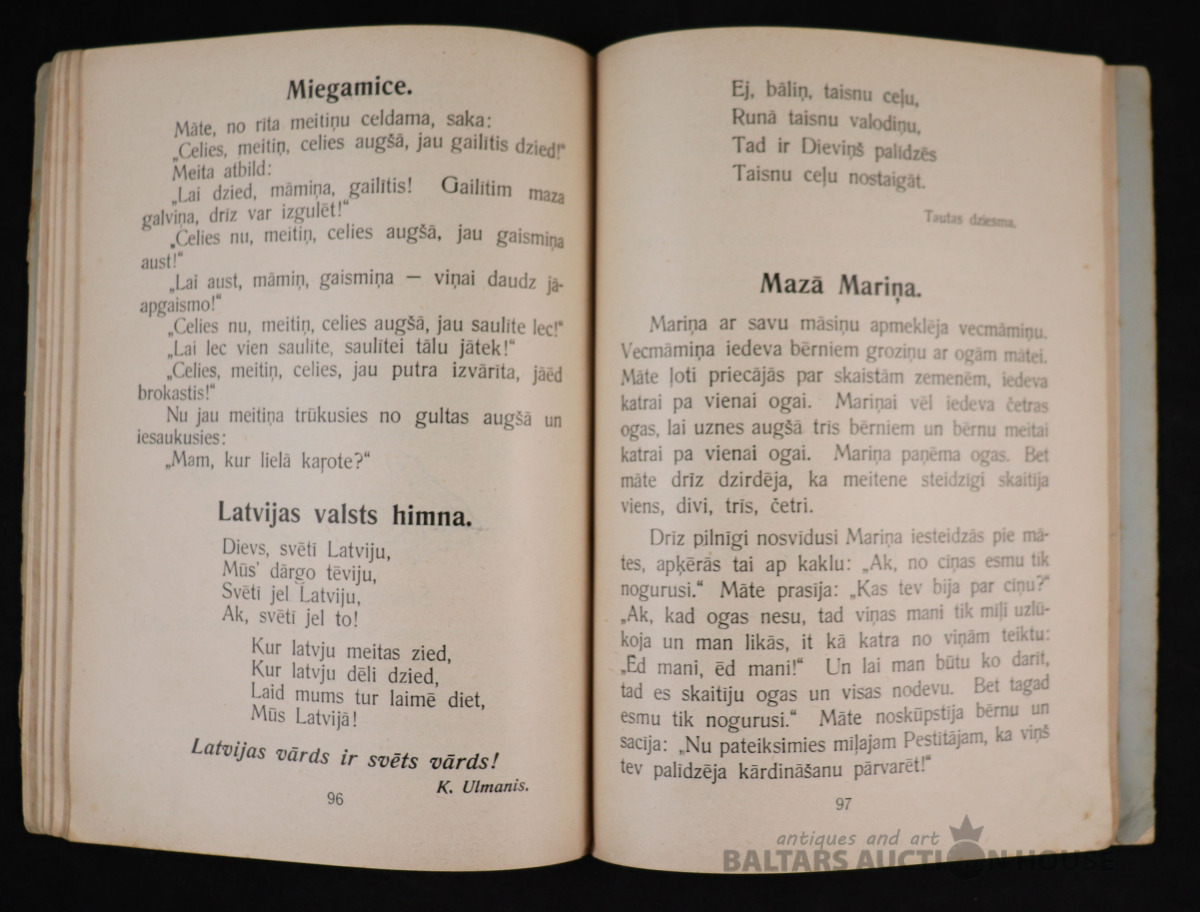 Miegamice.
Māte, no rīta meitiņu celdama, saka:
„Celies, meitiņ, celies augšā, jau gailītis dzied!“
Meita atbild:
„Lai dzied, māmiņa, gailītis! Gailītim maza
galviņa, drīz var izgulēt!“
„Celies nu, meitiņ, celies augšā, jau gaismiņa
aust!“
„Lai aust, māmiņ, gaismiņa — viņai daudz jā-
apgaismo!“
„Celies nu, meitiņ, celies augšā, jau saulīte lec!“
„Lai lec vien saulīte, saulītei tālu jātek!“
„Celies, meitiņ, celies, jau putra izvārīta, jāēd
brokastis!“
Nu jau meitiņa trūkusies no gultas augšā un
iesaukusies:
„Mam, kur lielā kaŗote?“
Latvijas valsts himna.
Dievs, svētī Latviju,
Mūs’ dārgo tēviju,
Svētī jel Latviju,
Ak, svētī jel to!
Kur latvju meitas zied,
Kur latvju dēli dzied,
Laid mums tur laimē diet,
Mūs Latvijā!
Latvijas vārds ir svēts vārds!
K. Ulmanis.
96
Ej, bāliņ, taisnu ceļu,
Runā taisnu valodiņu,
Tad ir Dieviņš palīdzēs
Taisnu ceļu nostaigāt.
Tautas dziesma.
Mazā Mariņa.
Mariņa ar savu māsiņu apmeklēja vecmāmiņu.
Vecmāmiņa iedeva bērniem groziņu ar ogām mātei.
Māte ļoti priecājās par skaistām zemenēm, iedeva
katrai pa vienai ogai. Mariņai vēl iedeva četras
ogas, lai uznes augšā trīs bērniem un bērnu meitai
katrai pa vienai ogai. Mariņa paņēma ogas. Bet
māte drīz dzirdēja, ka meitene steidzīgi skaitīja
viens, divi, trīs, četri.
Drīz pilnīgi nosvīdusi Mariņa iesteidzās pie mā-
tes, apķērās tai ap kaklu: „Ak, no cīņas esmu tik
nogurusi.“ Māte prasīja: „Kas tev bija par cīņu?“
„Ak, kad ogas nesu, tad viņas mani tik mīļi uzlū-
koja un man likās, it kā katra no viņām teiktu:
„Ēd mani, ēd mani!“ Un lai man būtu ko darīt,
tad es skaitīju ogas un visas nodevu. Bet tagad
esmu tik nogurusi.“ Māte noskūpstīja bērnu un
sacīja: „Nu pateiksimies mīļajam Pestītājam, ka viņš
tev palīdzēja kārdināšanu pārvarēt!“
97
antiques and art
BALTARS AUCTION HOUSE